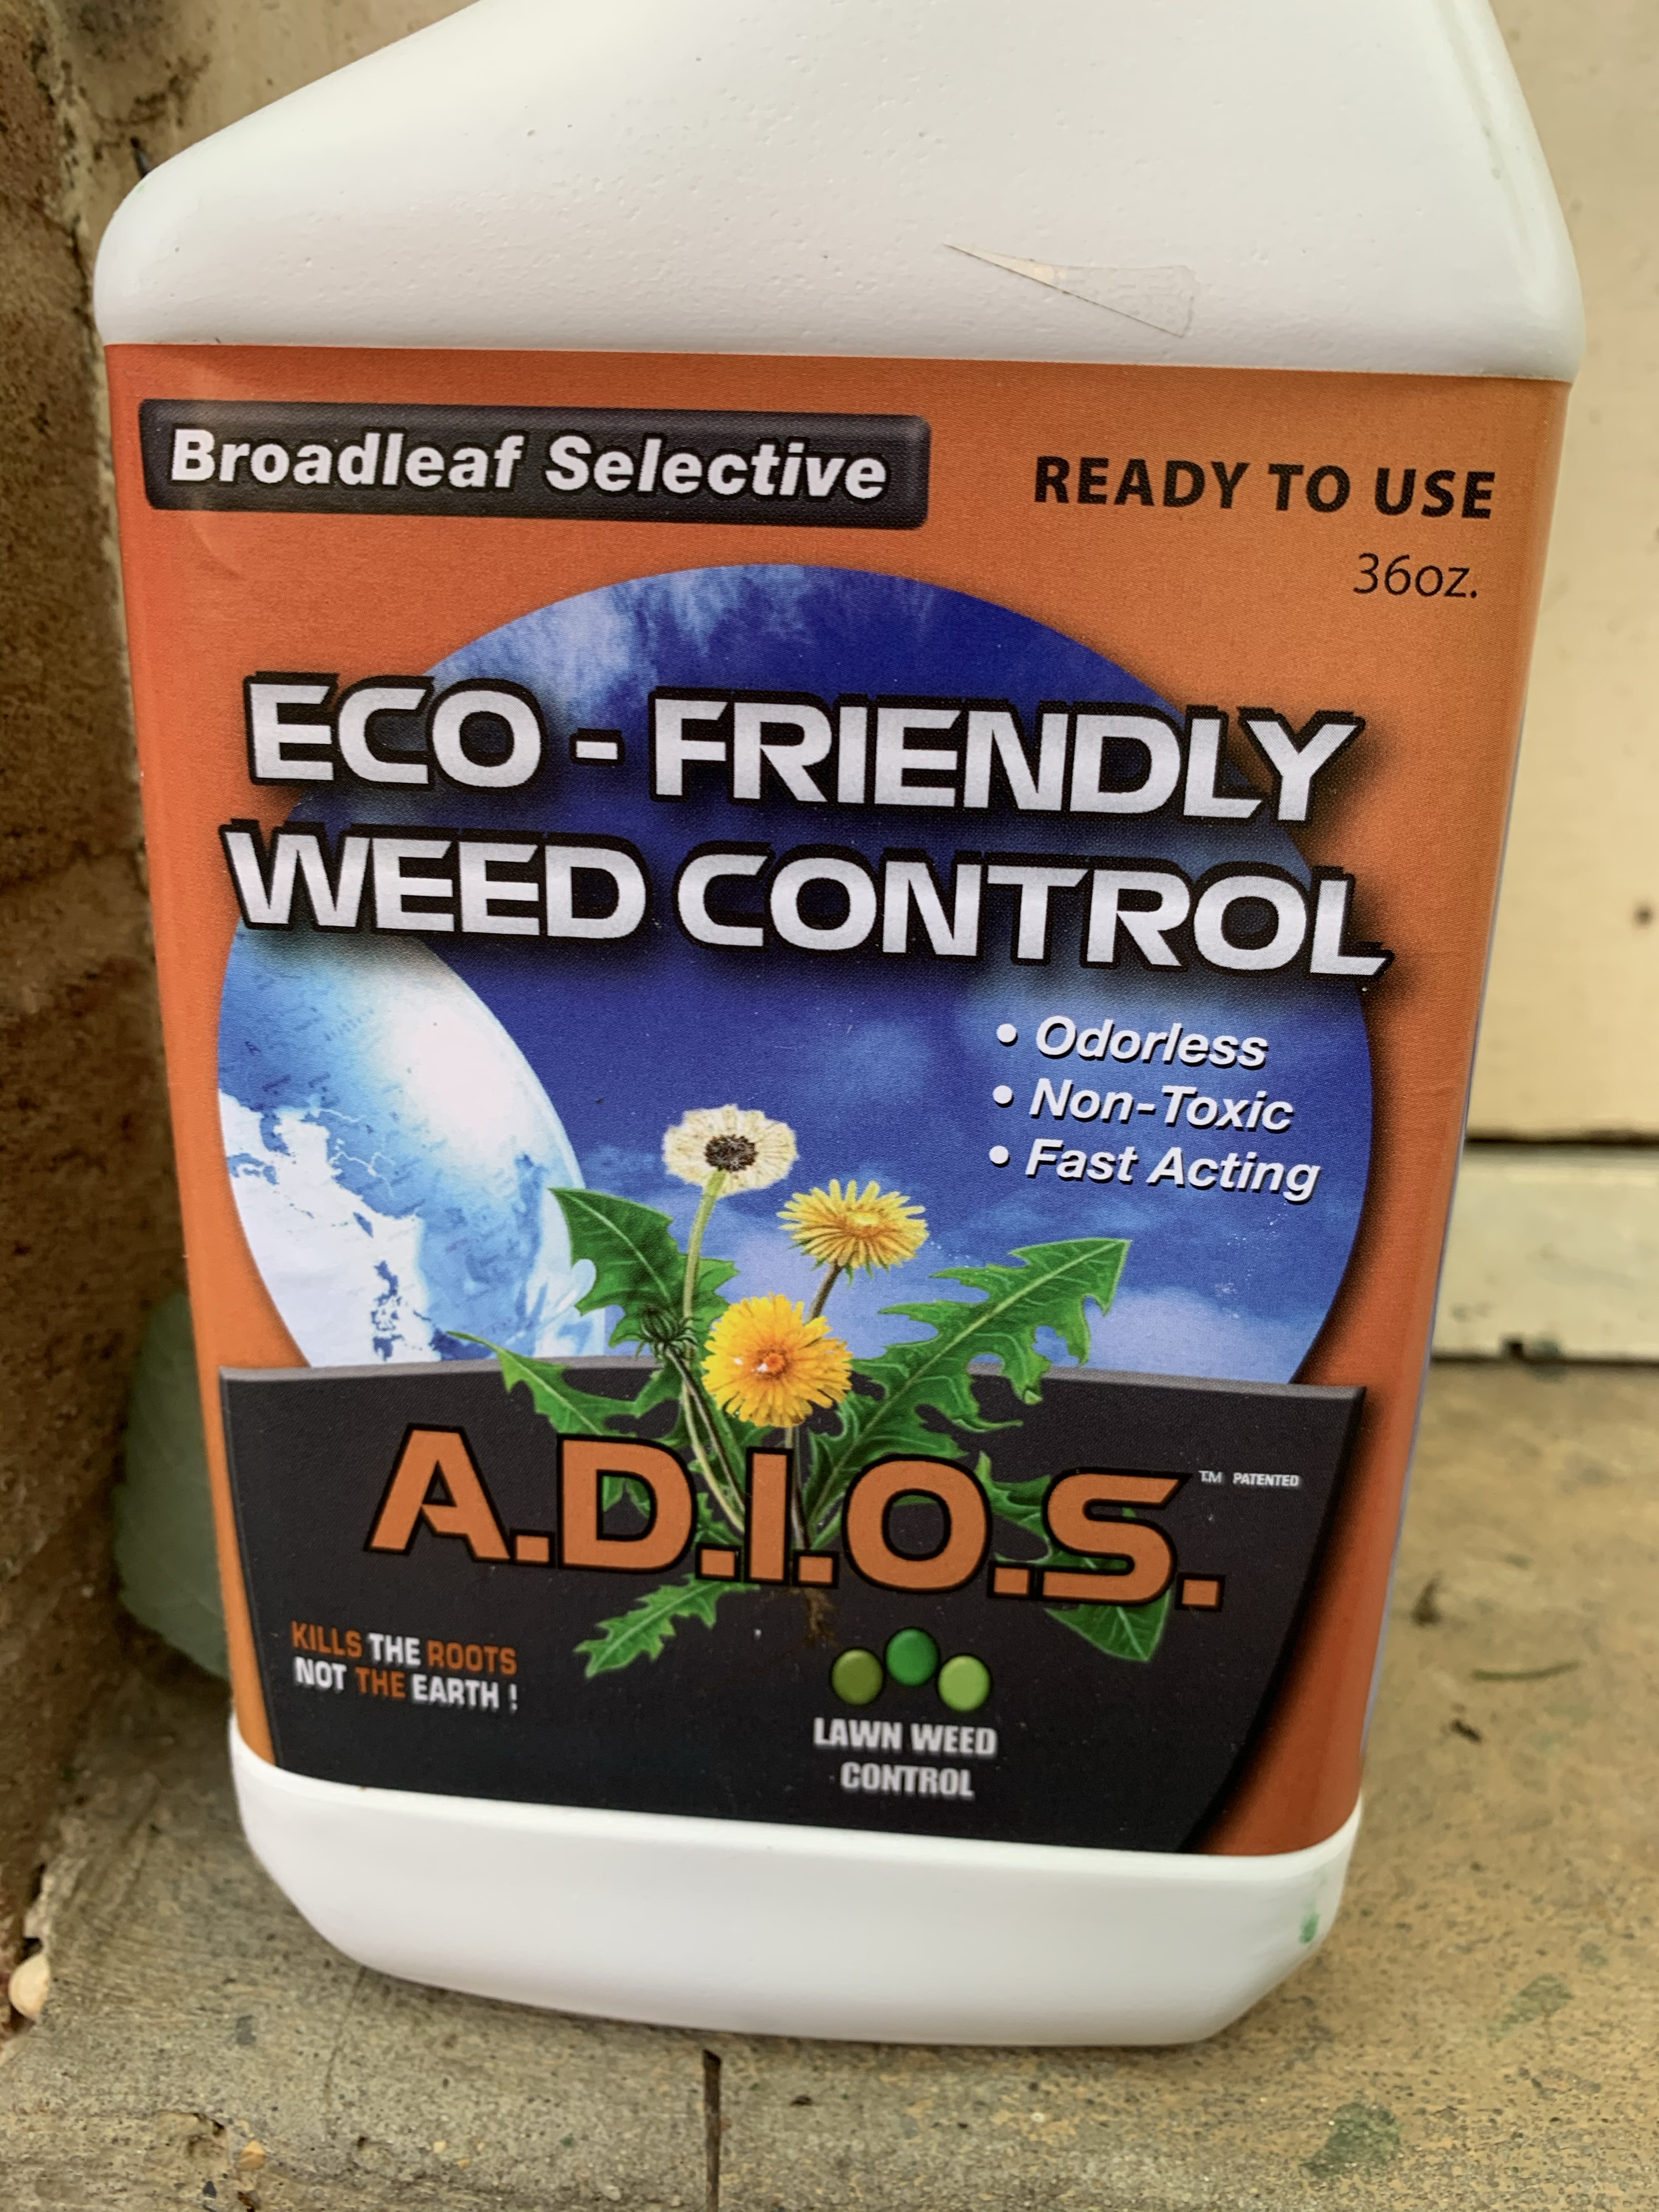 Broadleaf Selective
READY TO USE
36oz.
ECO - FRIENDLY
WEED CONTROL
• Odorless
• Non-Toxic
• Fast Acting
A.D.I.O.S.™ PATENTED
KILLS THE ROOTS
NOT THE EARTH !
LAWN WEED
CONTROL